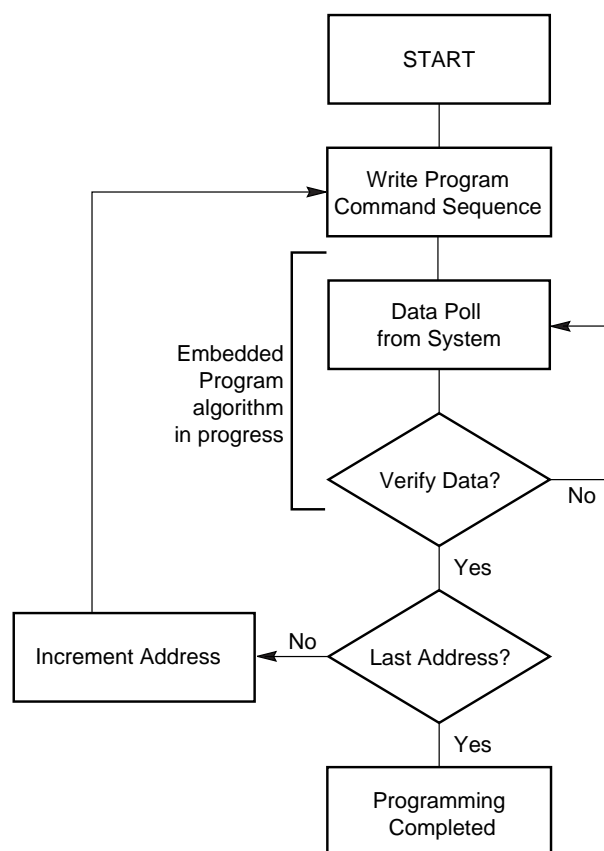 START
Write Program
Command Sequence
Data Poll
from System
Embedded
Program
algorithm
in progress
Verify Data?
No
Yes
No
Increment Address
Last Address?
Yes
Programming
Completed